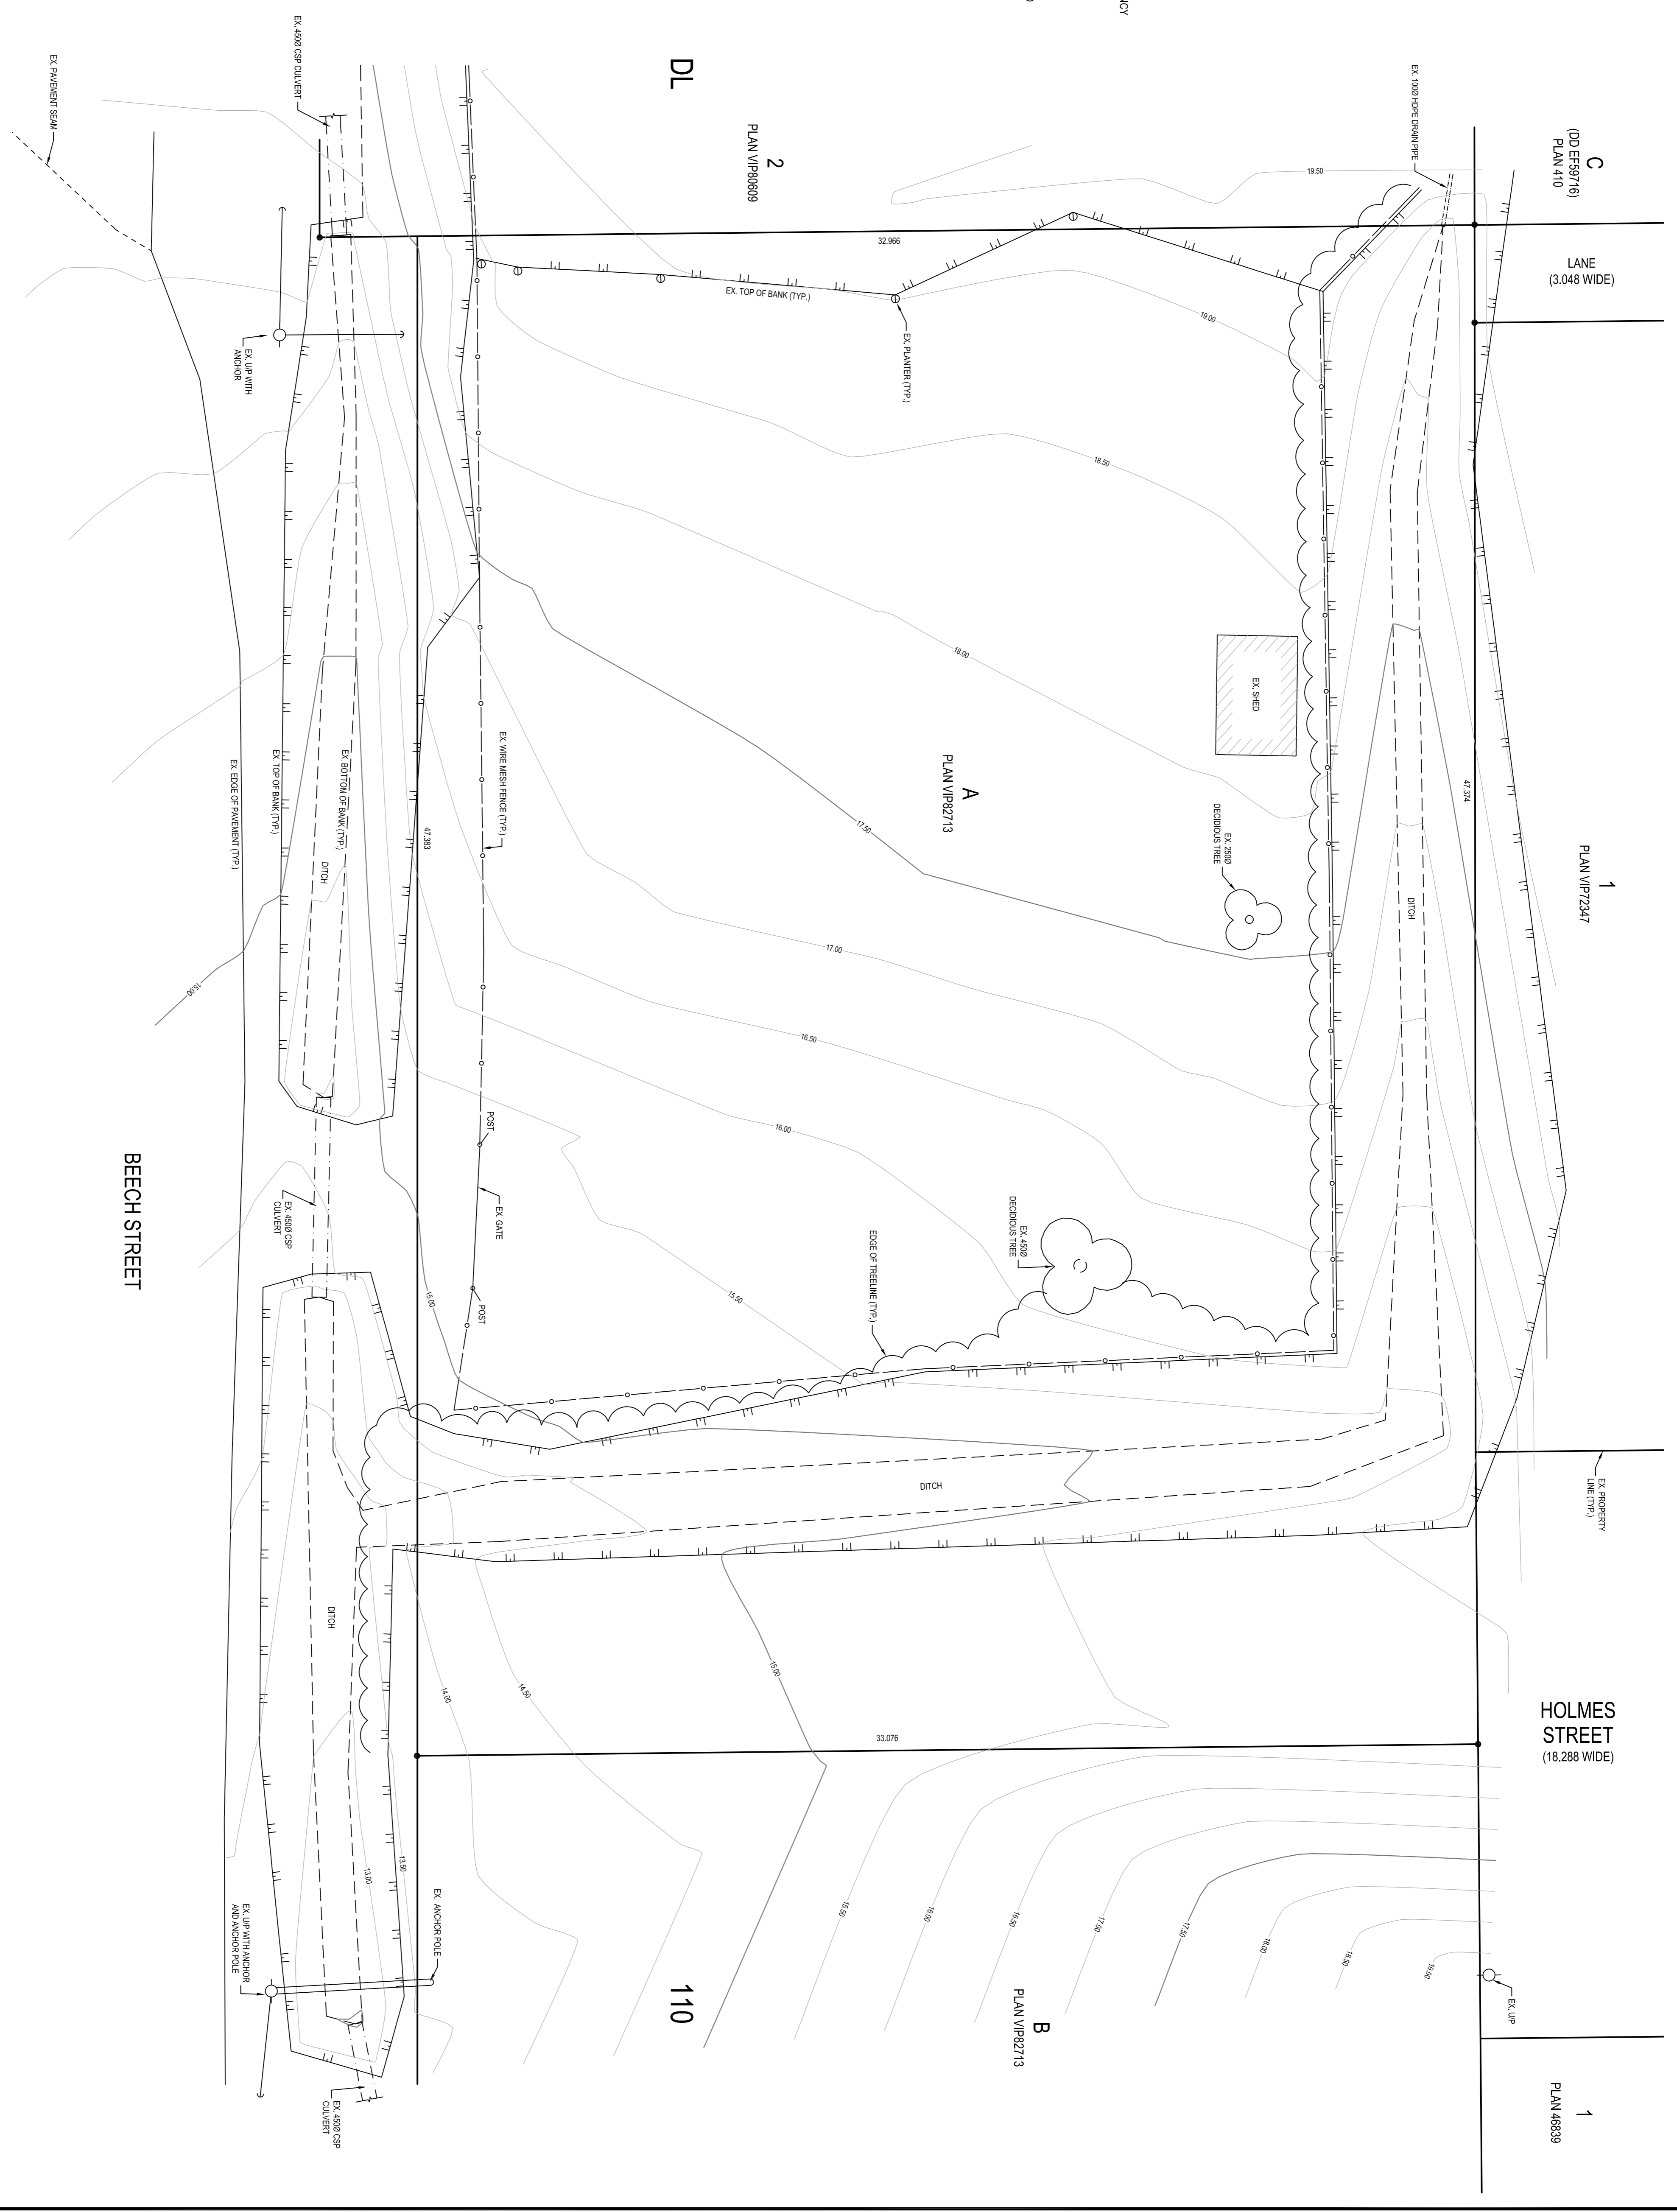 NCY
EX. PAVEMENT SEAM
EX. 450Ø CSP CULVERT
DL
2
PLAN VIP80609
EX. 100Ø HDPE DRAIN PIPE
C
(DD EF59716)
PLAN 410
LANE
(3.048 WIDE)
19.50
32.966
EX. TOP OF BANK (TYP.)
EX. PLANTER (TYP.)
19.00
EX. U/P WITH
ANCHOR
18.50
18.00
EX. SHED
A
PLAN VIP82713
EX. WIRE MESH FENCE (TYP.)
EX. BOTTOM OF BANK (TYP.)
EX. TOP OF BANK (TYP.)
EX. EDGE OF PAVEMENT (TYP.)
DITCH
47.383
17.50
EX. 250Ø
DECIDIOUS TREE
47.374
1
PLAN VIP72347
DITCH
17.00
15.00
16.50
16.00
POST
EX. GATE
POST
BEECH STREET
EX. 450Ø CSP
CULVERT
15.00
15.50
EDGE OF TREELINE (TYP.)
EX. 450Ø
DECIDIOUS TREE
DITCH
EX. PROPERTY
LINE (TYP.)
DITCH
14.00
14.50
15.00
33.076
HOLMES
STREET
(18.288 WIDE)
13.00
13.50
EX. ANCHOR POLE
EX. U/P WITH ANCHOR
AND ANCHOR POLE
15.50
16.00
16.50
17.00
17.50
18.00
18.50
19.00
EX. U/P
110
B
PLAN VIP82713
1
PLAN 46839
EX. 450Ø CSP
CULVERT